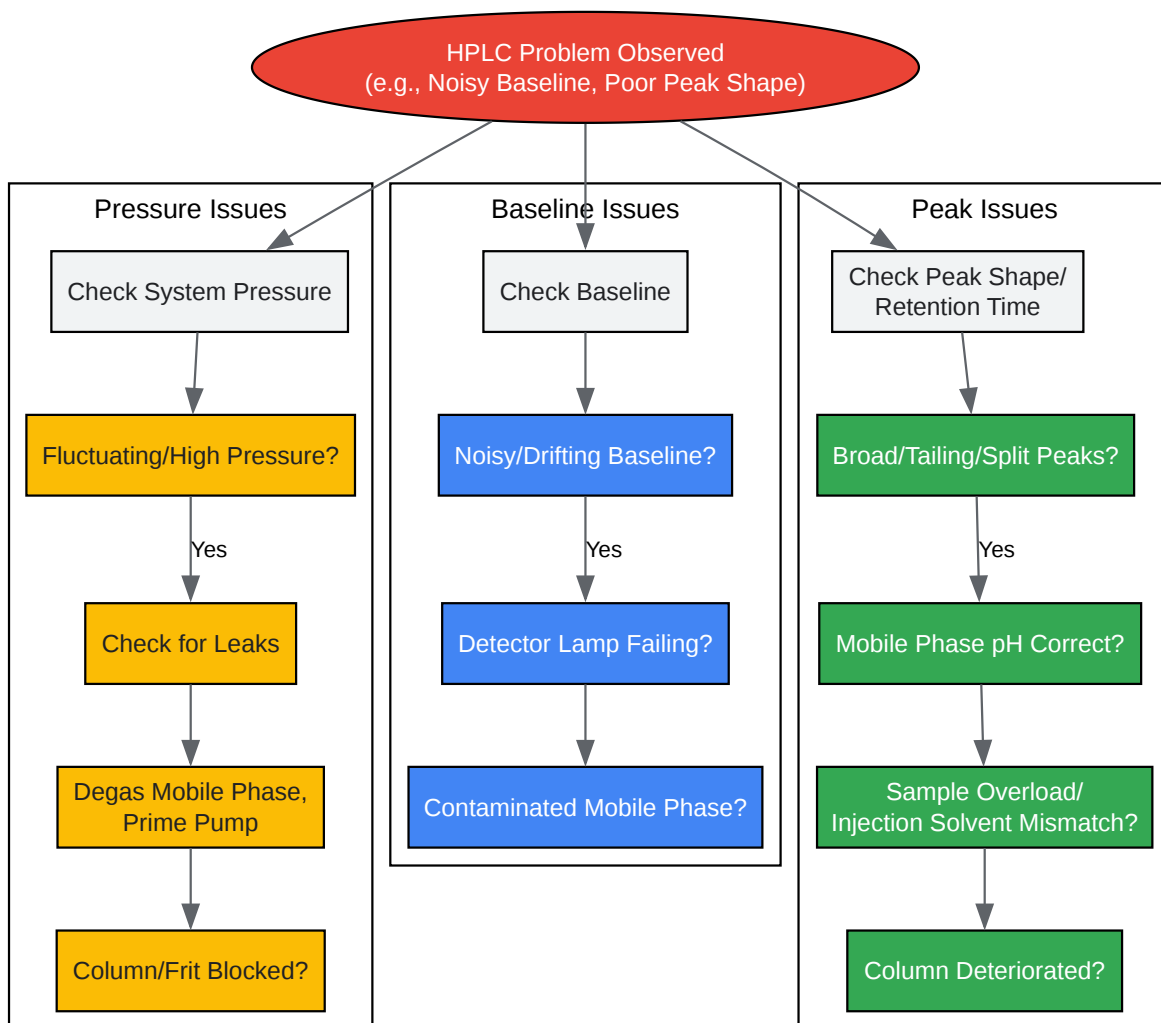 HPLC Problem Observed
(e.g., Noisy Baseline, Poor Peak Shape)
Pressure Issues
Check System Pressure
Fluctuating/High Pressure?
Yes
Check for Leaks
Degas Mobile Phase,
Prime Pump
Column/Frit Blocked?
Baseline Issues
Check Baseline
Noisy/Drifting Baseline?
Yes
Detector Lamp Failing?
Contaminated Mobile Phase?
Peak Issues
Check Peak Shape/
Retention Time
Broad/Tailing/Split Peaks?
Yes
Mobile Phase pH Correct?
Sample Overload/
Injection Solvent Mismatch?
Column Deteriorated?